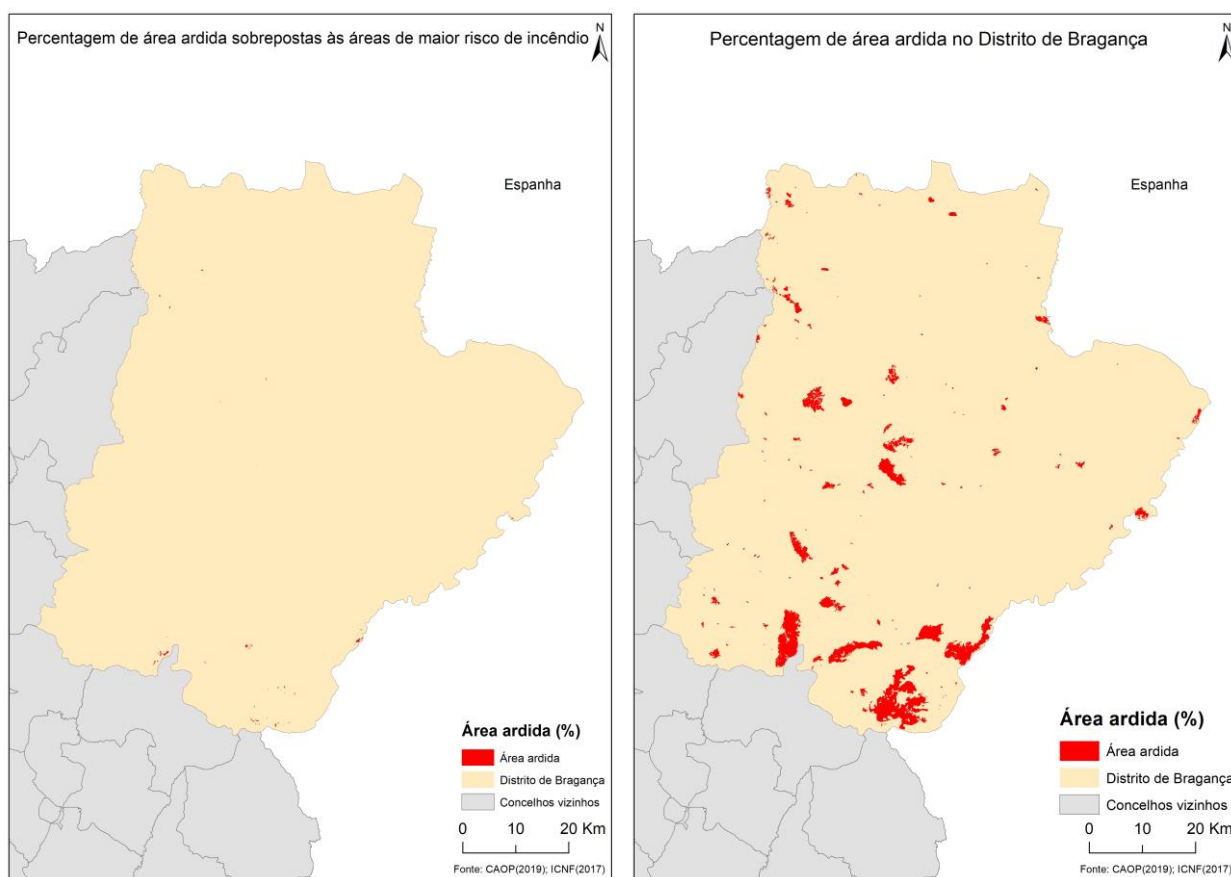 Percentagem de área ardida sobrepostas às áreas de maior risco de incêndio
N
Espanha
Área ardida (%)
Área ardida
Distrito de Bragança
Concelhos vizinhos
0 10 20 Km
Fonte: CAOP(2019); ICNF(2017)
Percentagem de área ardida no Distrito de Bragança
N
Espanha
Área ardida (%)
Área ardida
Distrito de Bragança
Concelhos vizinhos
0 10 20 Km
Fonte: CAOP(2019); ICNF(2017)